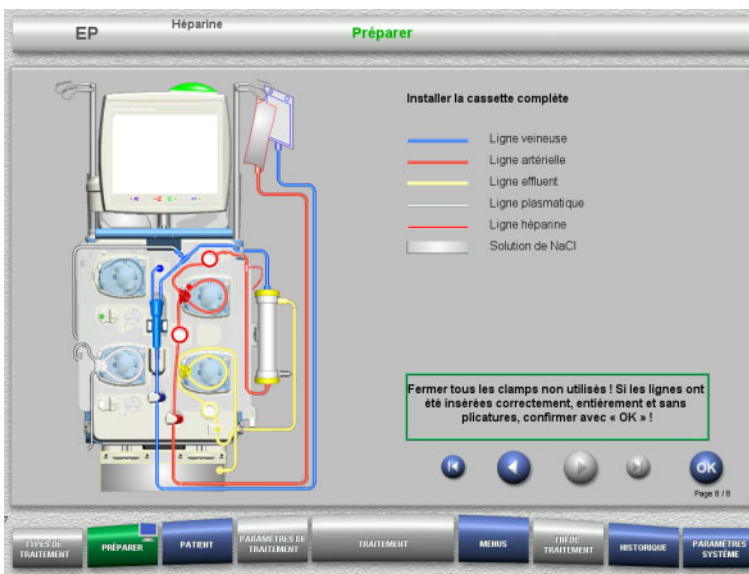 EP
Héparine
Préparer
Installer la cassette complète
Ligne veineuse
Ligne artérielle
Ligne effluent
Ligne plasmatique
Ligne héparine
Solution de NaCl
Fermer tous les clamps non utilisés ! Si les lignes ont
été insérées correctement, entièrement et sans
plicatures, confirmer avec « OK » !
OK
Page 8 / 8
TYPES DE
TRAITEMENT
PRÉPARER
PATIENT
PARAMÈTRES DE
TRAITEMENT
TRAITEMENT
MENUS
FIN DE
TRAITEMENT
HISTORIQUE
PARAMÈTRES
SYSTÈME